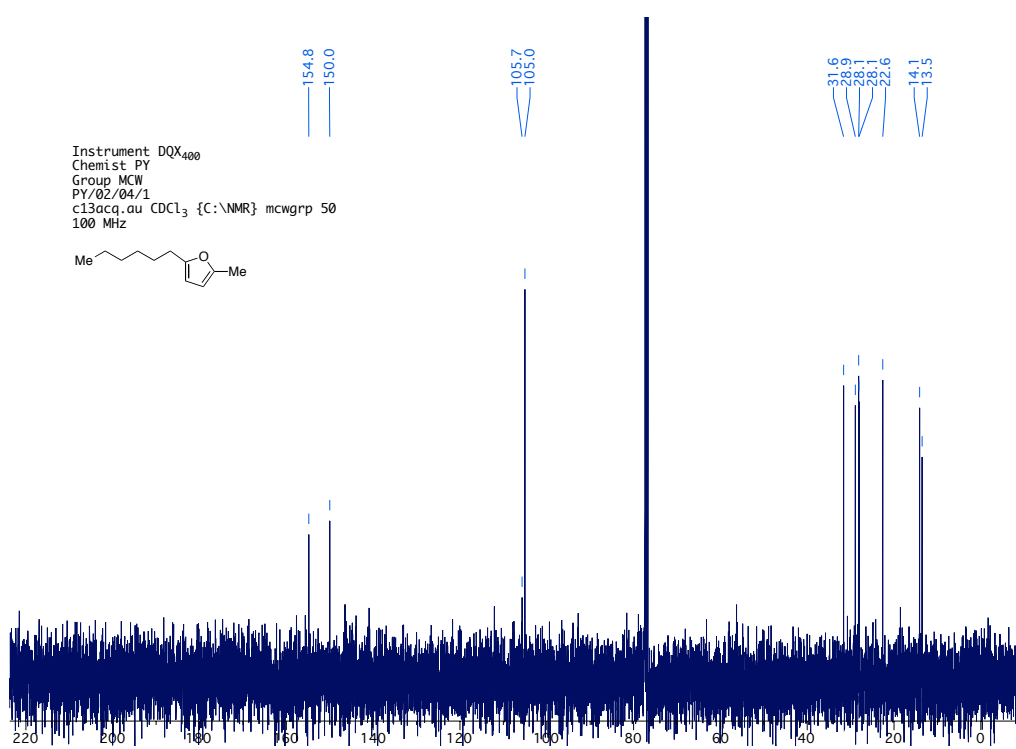 154.8
150.0
105.7
105.0
31.6
28.9
28.1
28.1
22.6
14.1
13.5
Instrument DQX400
Chemist PY
Group MCW
PY/02/04/1
c13acq.au CDCl3 {C:\NMR} mcwgrp 50
100 MHz
Me
O
Me
220 200 180 160 140 120 100 80 60 40 20 0